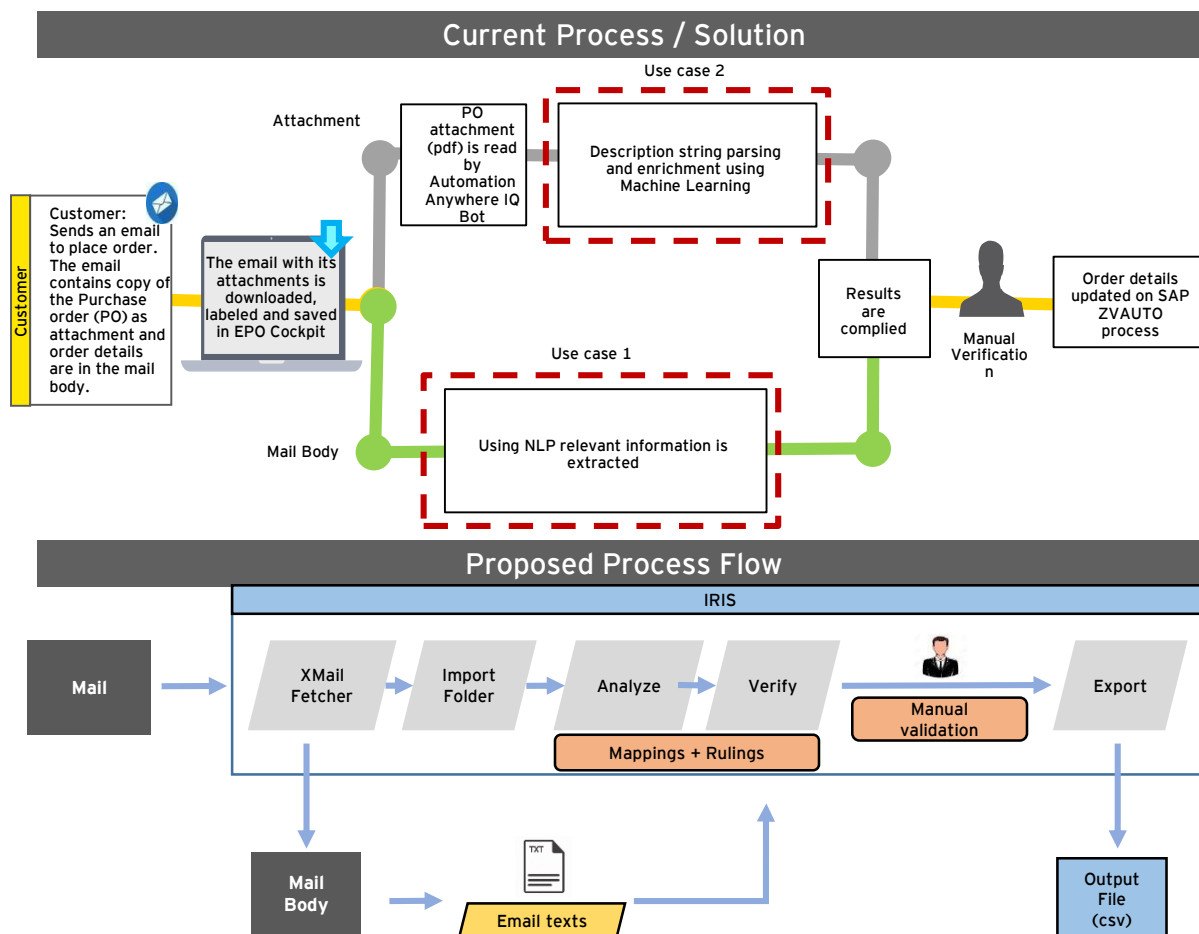 Current Process / Solution
Use case 2
Attachment
PO
attachment
(pdf) is read
by
Automation
Anywhere IQ
Bot
Description string parsing
and enrichment using
Machine Learning
Customer
Customer:
Sends an email
to place order.
The email
contains copy of
the Purchase
order (PO) as
attachment and
order details
are in the mail
body.
The email with its
attachments is
downloaded,
labeled and saved
in EPO Cockpit
Results
are
complied
Manual
Verificatio
n
Order details
updated on SAP
ZVAUTO
process
Use case 1
Mail Body
Using NLP relevant information is
extracted
Proposed Process Flow
IRIS
Mail
XMail
Fetcher
Import
Folder
Analyze
Verify
Manual
validation
Export
Mappings + Rulings
Mail
Body
TXT
Email texts
Output
File
(csv)